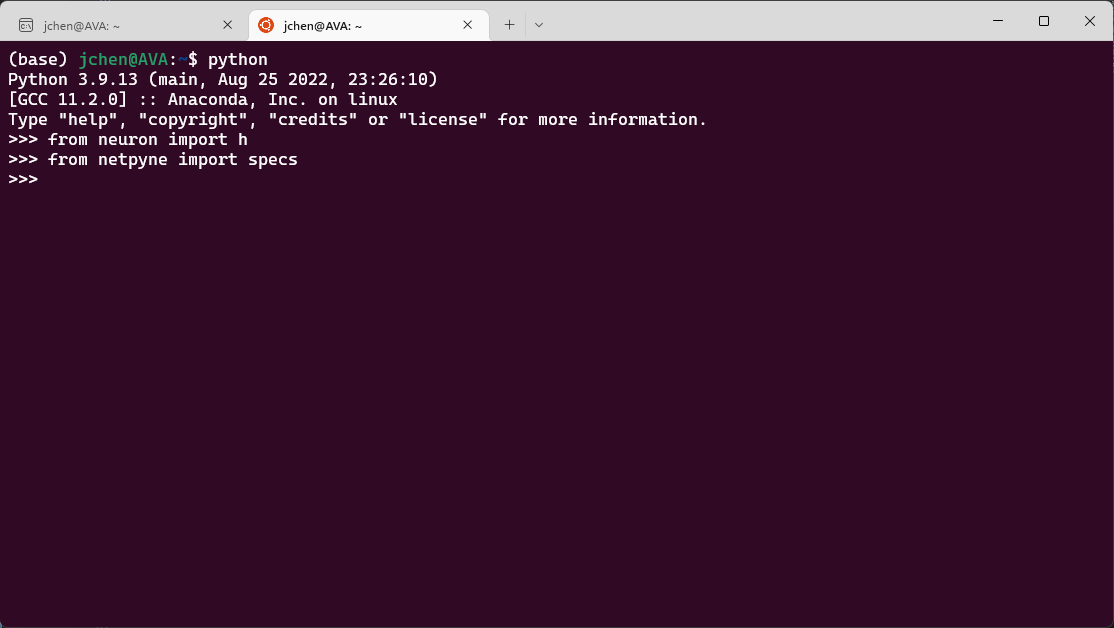 jchen@AVA: ~
jchen@AVA: ~
(base) jchen@AVA:~$ python
Python 3.9.13 (main, Aug 25 2022, 23:26:10)
[GCC 11.2.0] :: Anaconda, Inc. on linux
Type "help", "copyright", "credits" or "license" for more information.
>>> from neuron import h
>>> from netpyne import specs
>>>